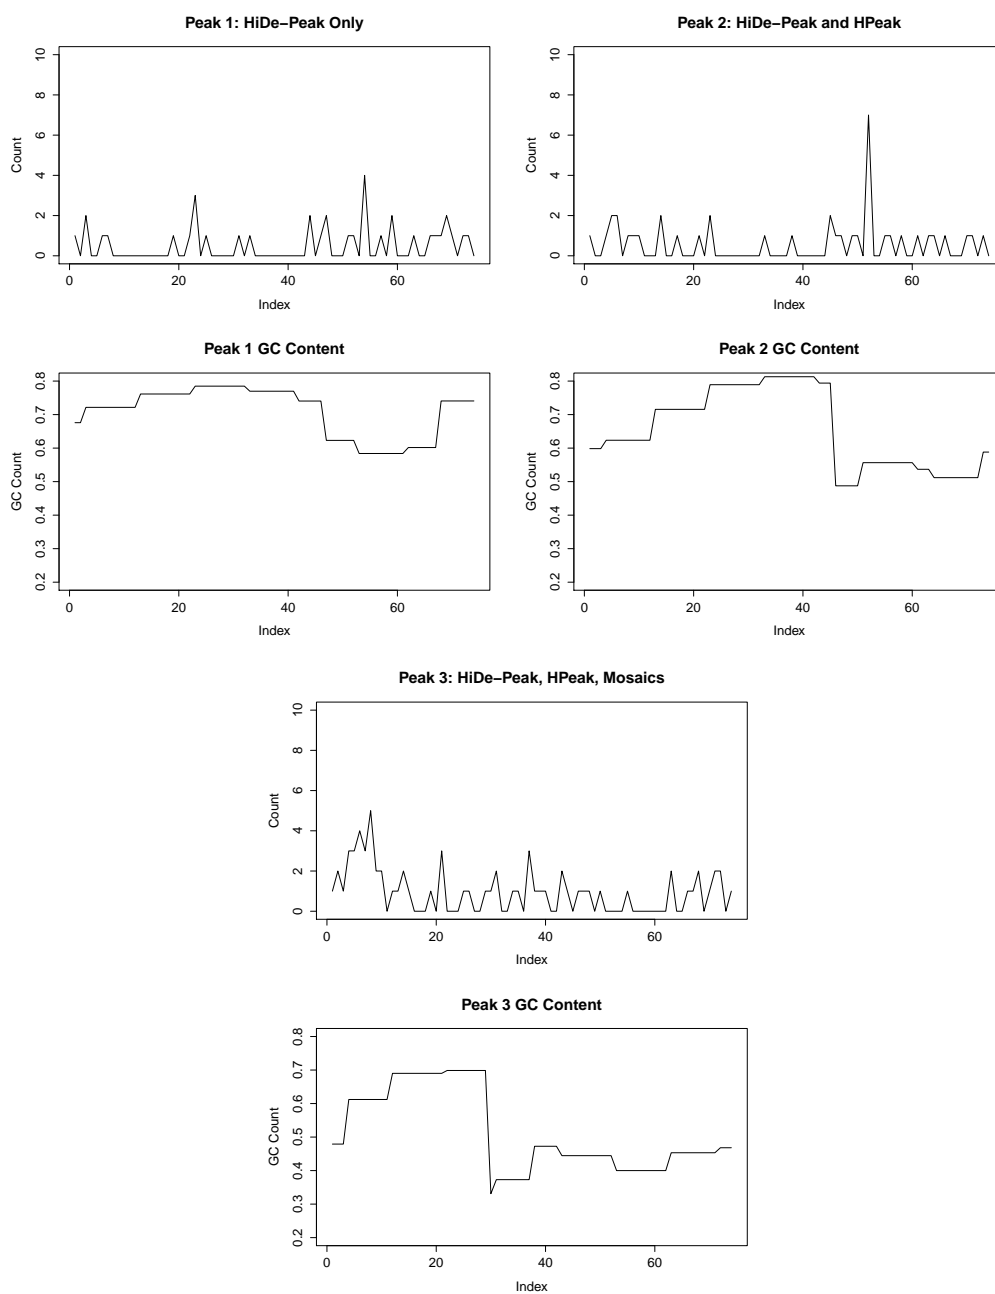 Peak 1: HiDe−Peak Only
Count
10
8
6
4
2
0
0 20 40 60
Index
Peak 2: HiDe−Peak and HPeak
Count
10
8
6
4
2
0
0 20 40 60
Index
Peak 1 GC Content
GC Count
0.8
0.7
0.6
0.5
0.4
0.3
0.2
0 20 40 60
Index
Peak 2 GC Content
GC Count
0.8
0.7
0.6
0.5
0.4
0.3
0.2
0 20 40 60
Index
Peak 3: HiDe−Peak, HPeak, Mosaics
Count
10
8
6
4
2
0
0 20 40 60
Index
Peak 3 GC Content
GC Count
0.8
0.7
0.6
0.5
0.4
0.3
0.2
0 20 40 60
Index